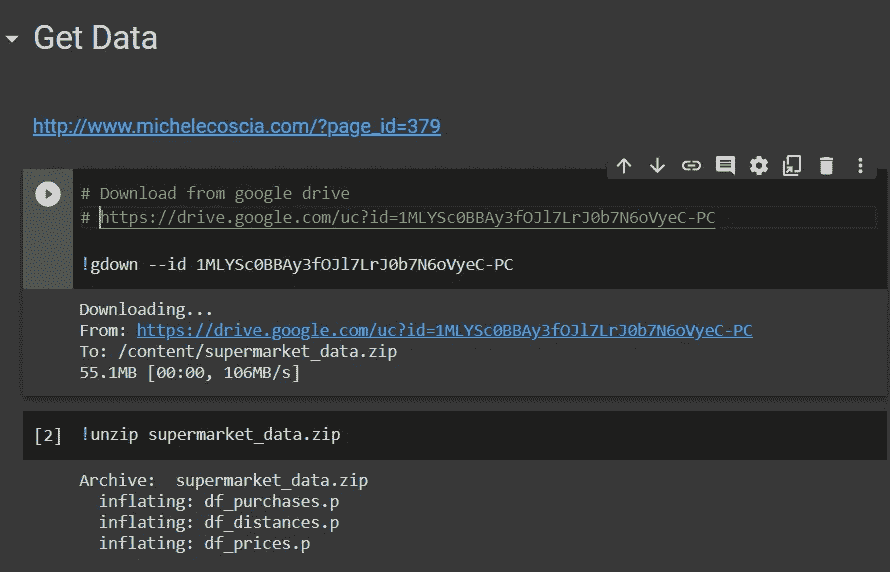 Get Data
http://www.michelecoscia.com/?page_id=379
# Download from google drive
# https://drive.google.com/uc?id=1MLYSc0BBAy3fOJl7LrJ0b7N6oVyeC-PC
!gdown --id 1MLYSc0BBAy3fOJl7LrJ0b7N6oVyeC-PC
Downloading...
From: https://drive.google.com/uc?id=1MLYSc0BBAy3fOJl7LrJ0b7N6oVyeC-PC
To: /content/supermarket_data.zip
55.1MB [00:00, 106MB/s]
[2] !unzip supermarket_data.zip
Archive:  supermarket_data.zip
inflating: df_purchases.p
inflating: df_distances.p
inflating: df_prices.p